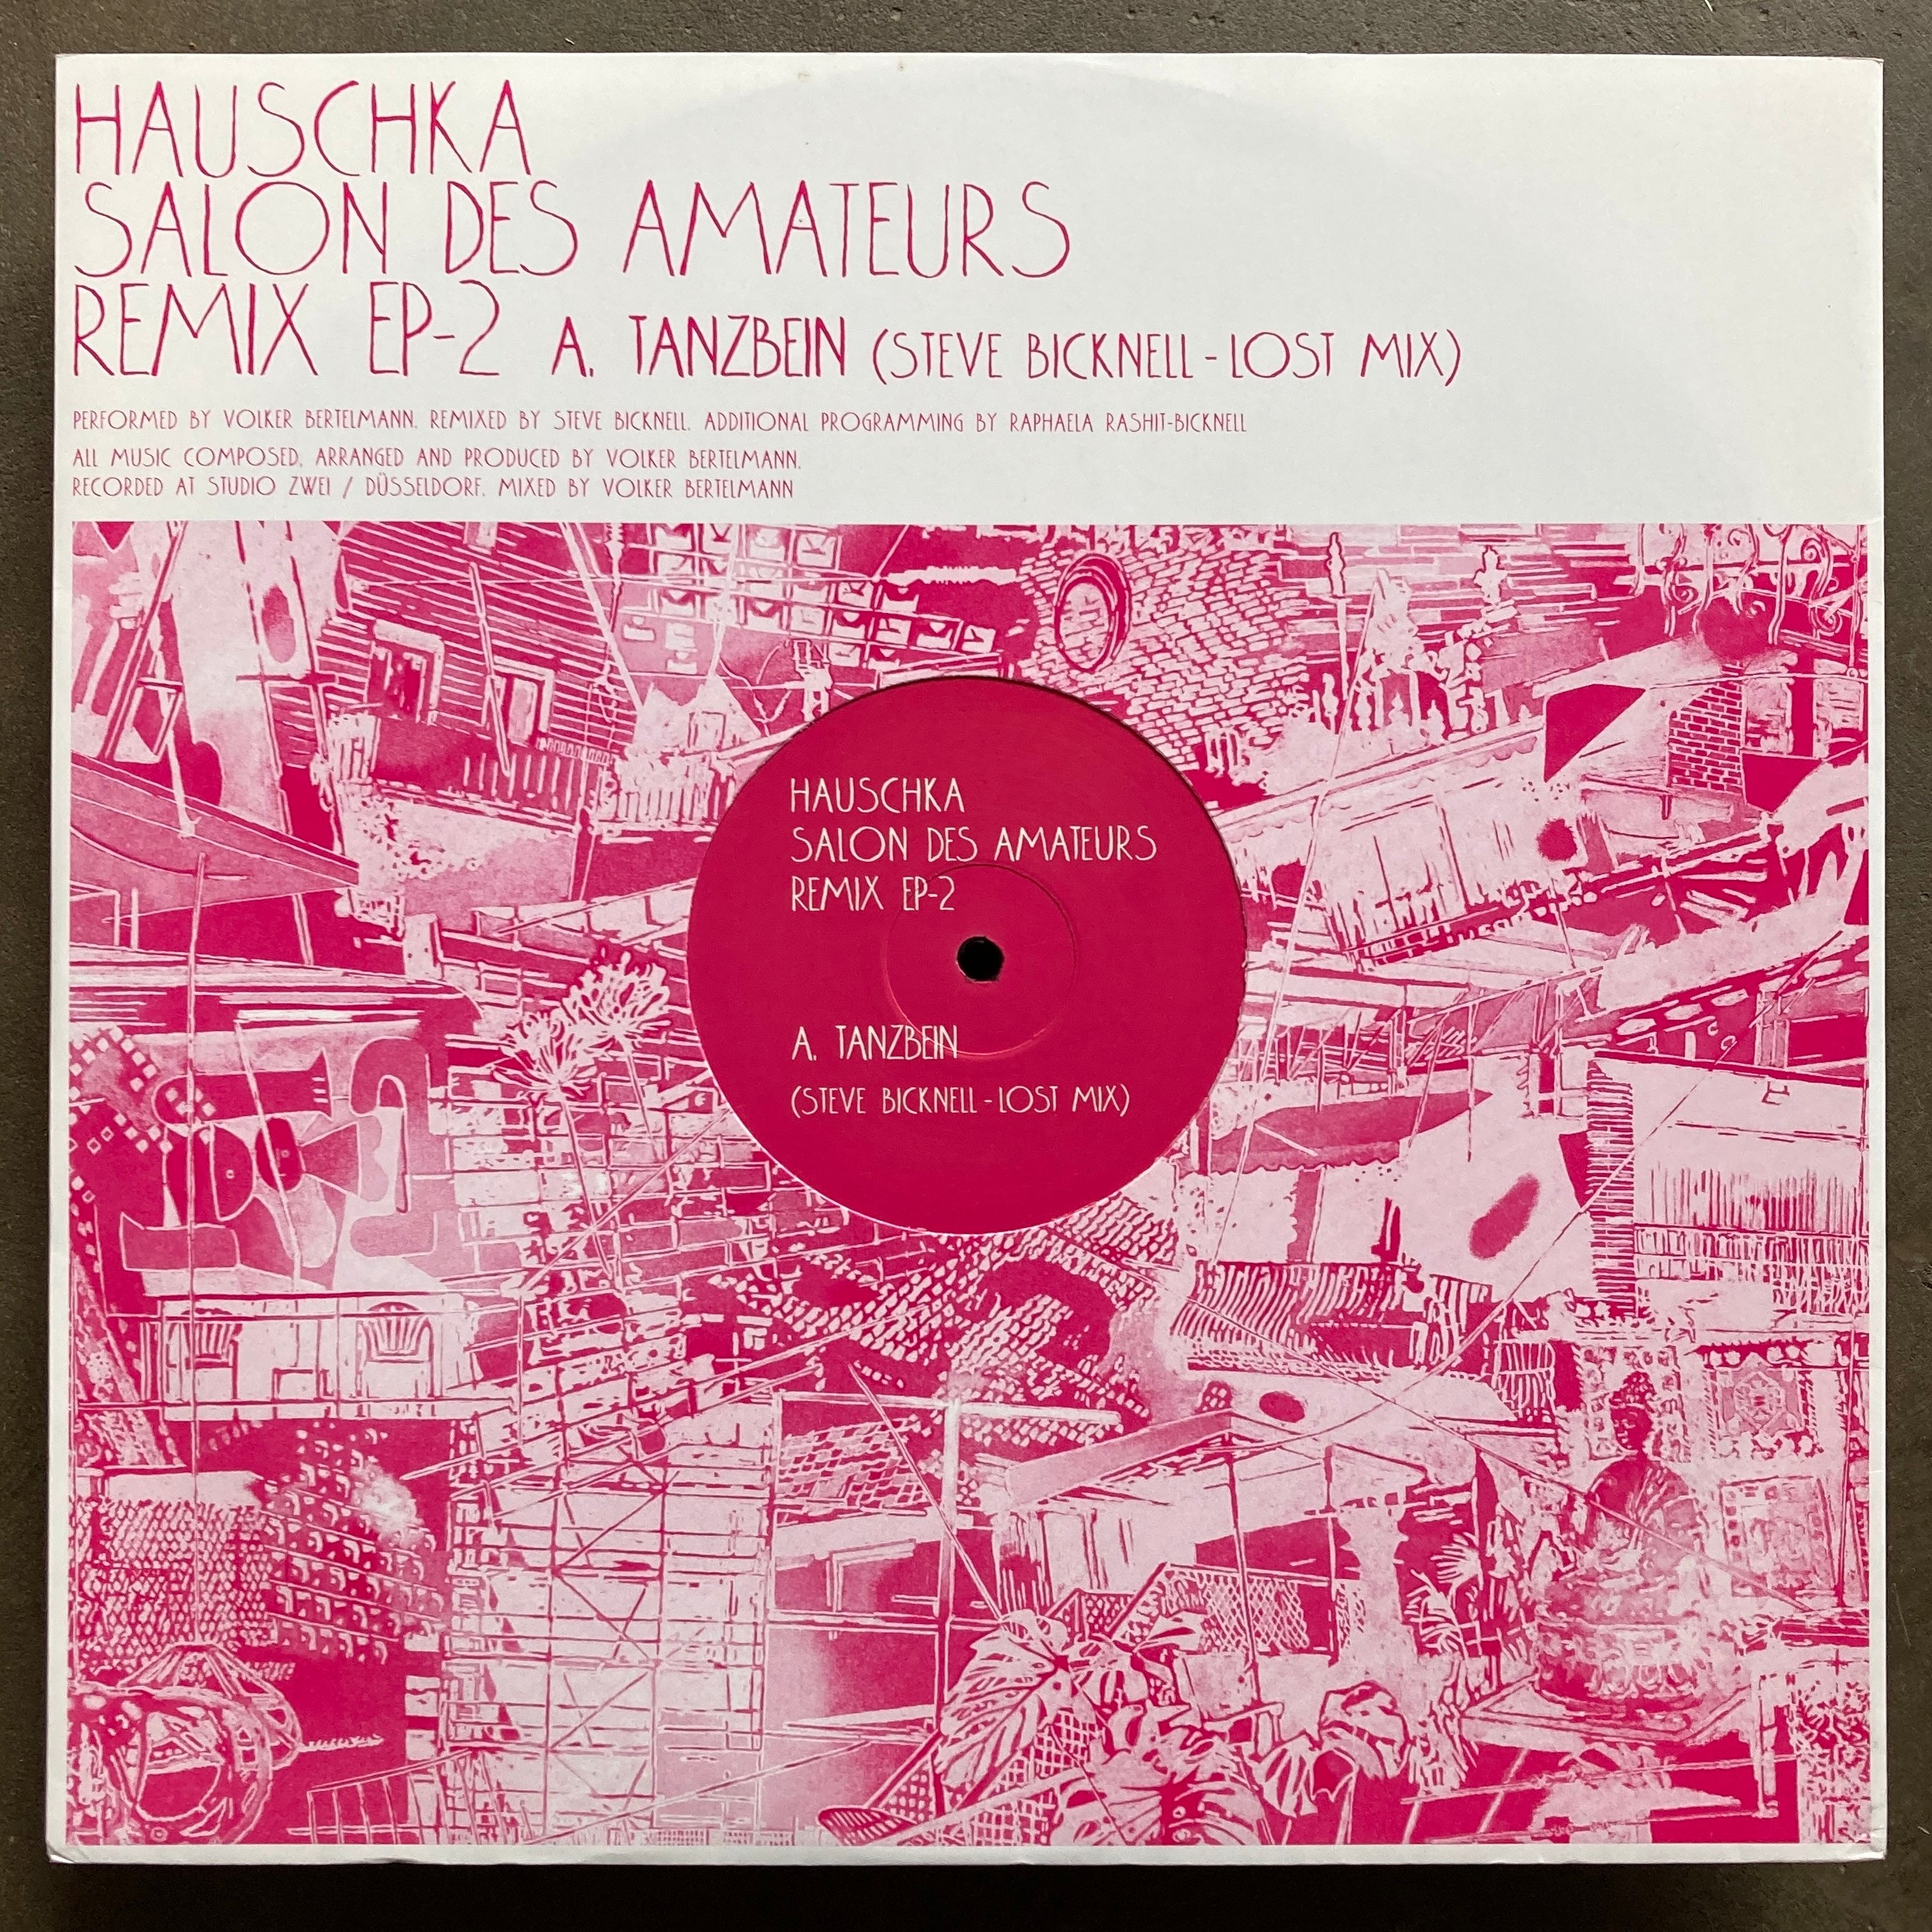 HAUSCHKA
SALON DES AMATEURS
REMIX EP-2 A. TANZBEIN (STEVE BICKNELL - LOST MIX)
PERFORMED BY VOLKER BERTELMANN. REMIXED BY STEVE BICKNELL. ADDITIONAL PROGRAMMING BY RAPHAELA RASHIT-BICKNELL
ALL MUSIC COMPOSED, ARRANGED AND PRODUCED BY VOLKER BERTELMANN.
RECORDED AT STUDIO ZWEI / DÜSSELDORF. MIXED BY VOLKER BERTELMANN
HAUSCHKA
SALON DES AMATEURS
REMIX EP-2
A. TANZBEIN
(STEVE BICKNELL - LOST MIX)